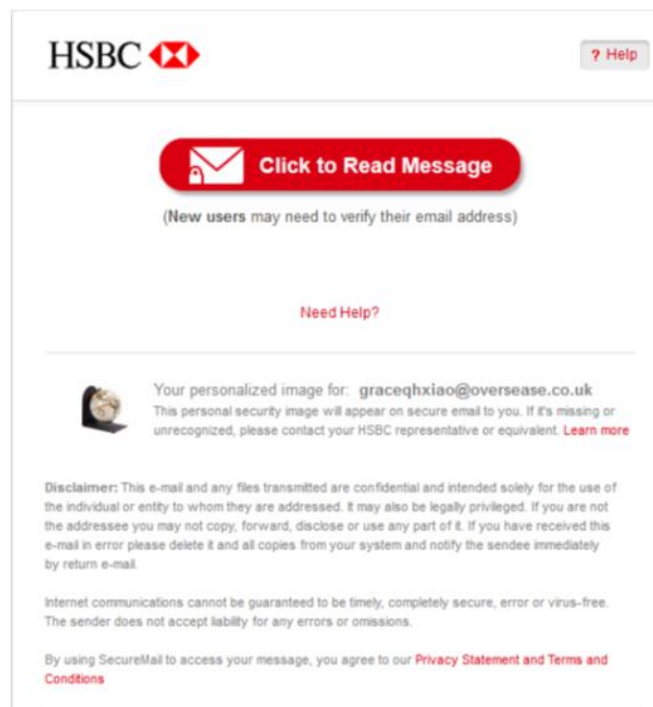 HSBC
? Help
Click to Read Message
(New users may need to verify their email address)
Need Help?
Your personalized image for: graceqhxiao@oversease.co.uk
This personal security image will appear on secure email to you. If it's missing or
unrecognized, please contact your HSBC representative or equivalent. Learn more
Disclaimer: This e-mail and any files transmitted are confidential and intended solely for the use of
the individual or entity to whom they are addressed. It may also be legally privileged. If you are not
the addressee you may not copy, forward, disclose or use any part of it. If you have received this
e-mail in error please delete it and all copies from your system and notify the sendee immediately
by return e-mail.
Internet communications cannot be guaranteed to be timely, completely secure, error or virus-free.
The sender does not accept liability for any errors or omissions.
By using SecureMail to access your message, you agree to our Privacy Statement and Terms and
Conditions